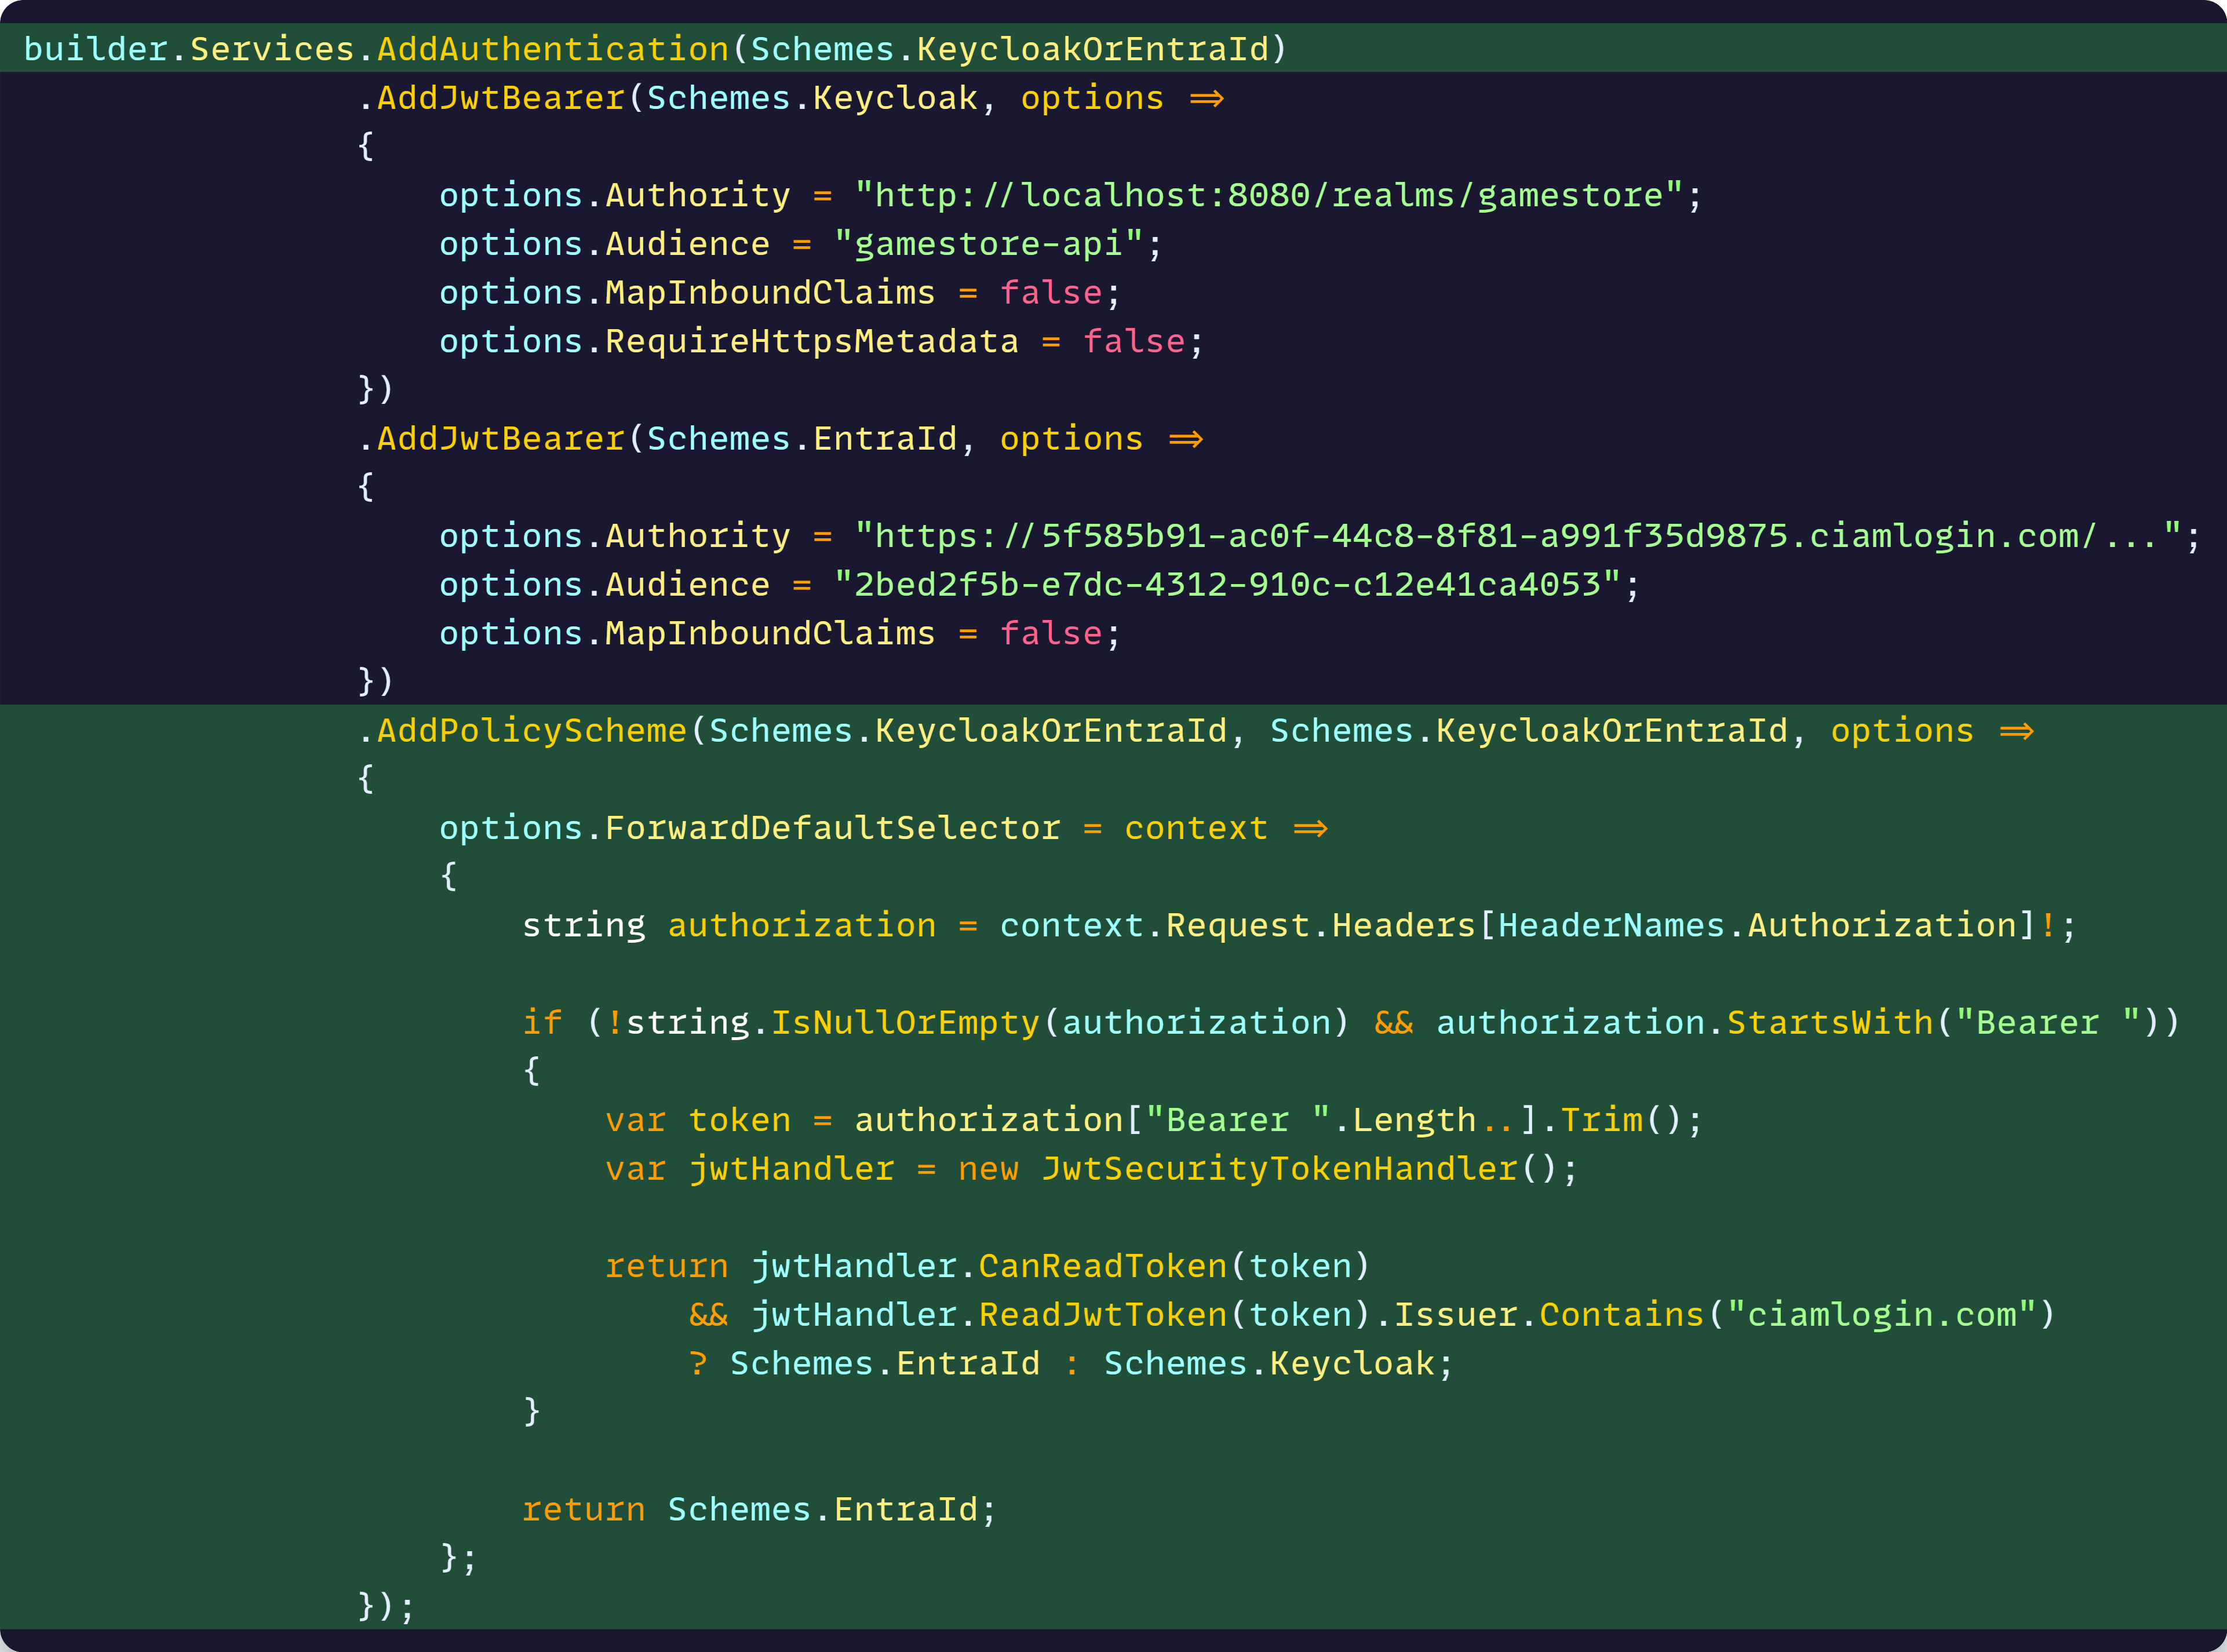 builder.Services.AddAuthentication(Schemes.KeycloakOrEntraId)
                .AddJwtBearer(Schemes.Keycloak, options =>
                {
                    options.Authority = "http://localhost:8080/realms/gamestore";
                    options.Audience = "gamestore-api";
                    options.MapInboundClaims = false;
                    options.RequireHttpsMetadata = false;
                })
                .AddJwtBearer(Schemes.EntraId, options =>
                {
                    options.Authority = "https://5f585b91-ac0f-44c8-8f81-a991f35d9875.ciamlogin.com/...";
                    options.Audience = "2bed2f5b-e7dc-4312-910c-c12e41ca4053";
                    options.MapInboundClaims = false;
                })
                .AddPolicyScheme(Schemes.KeycloakOrEntraId, Schemes.KeycloakOrEntraId, options =>
                {
                    options.ForwardDefaultSelector = context =>
                    {
                        string authorization = context.Request.Headers[HeaderNames.Authorization]!;

                        if (!string.IsNullOrEmpty(authorization) && authorization.StartsWith("Bearer "))
                        {
                            var token = authorization["Bearer ".Length..].Trim();
                            var jwtHandler = new JwtSecurityTokenHandler();

                            return jwtHandler.CanReadToken(token)
                                && jwtHandler.ReadJwtToken(token).Issuer.Contains("ciamlogin.com")
                                ? Schemes.EntraId : Schemes.Keycloak;
                        }

                        return Schemes.EntraId;
                    };
                });